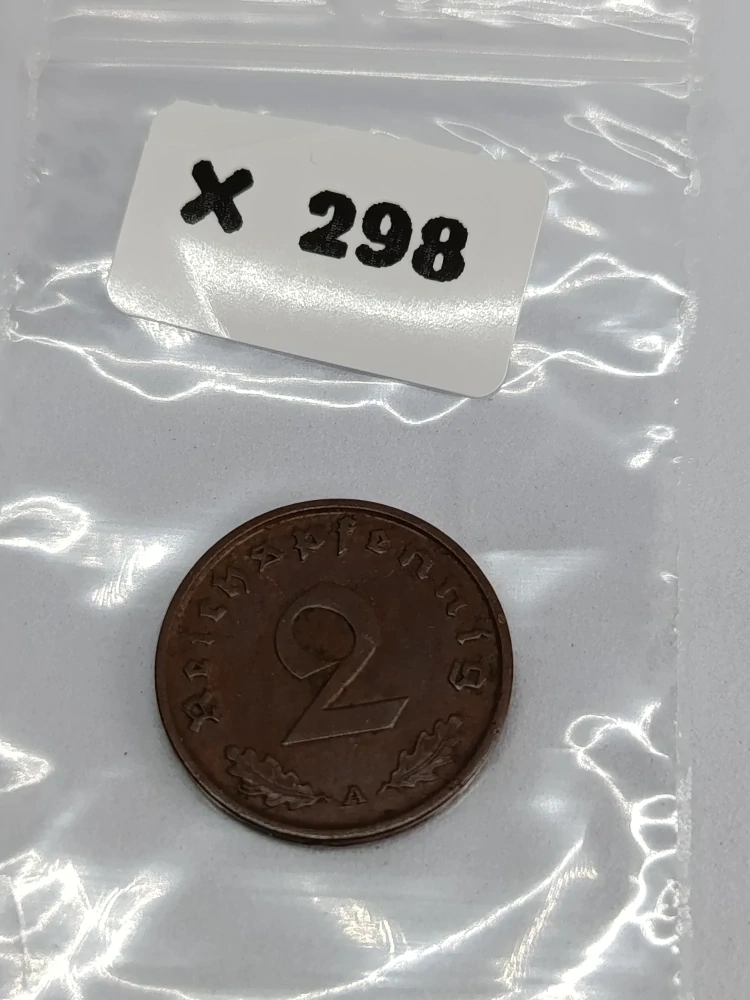 X 298
Reichspfennig
2
A